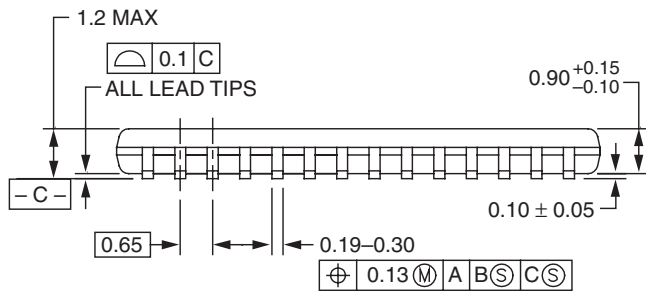 1.2 MAX
⌓ 0.1 C
ALL LEAD TIPS
0.90 +0.15 –0.10
– C –
0.10 ± 0.05
0.65
0.19–0.30
⌖ 0.13 Ⓜ A B Ⓢ C Ⓢ